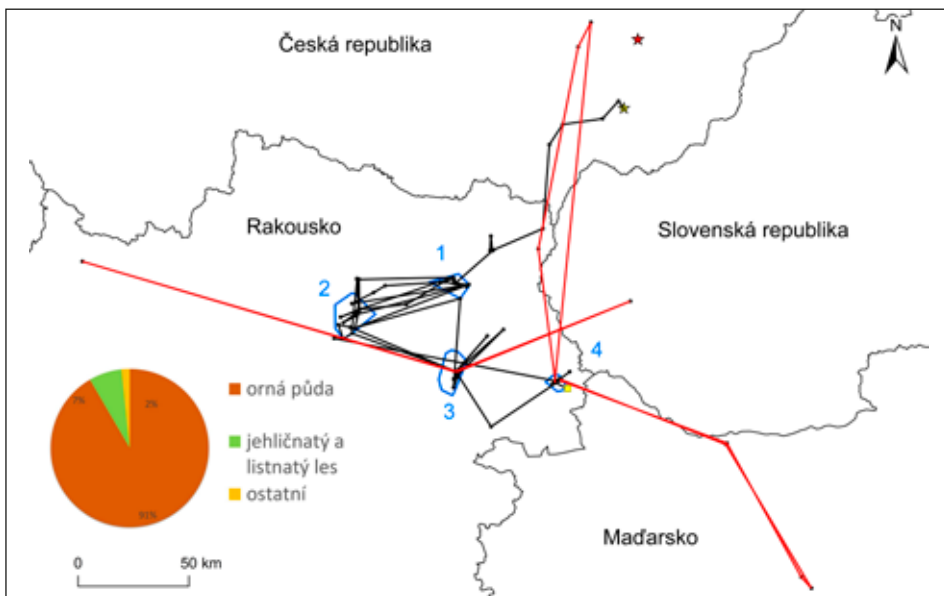 Česká republika
N
Rakousko
Slovenská republika
1
2
3
4
7%
2%
91%
orná půda
jehličnatý a
listnatý les
ostatní
Maďarsko
0
50 km